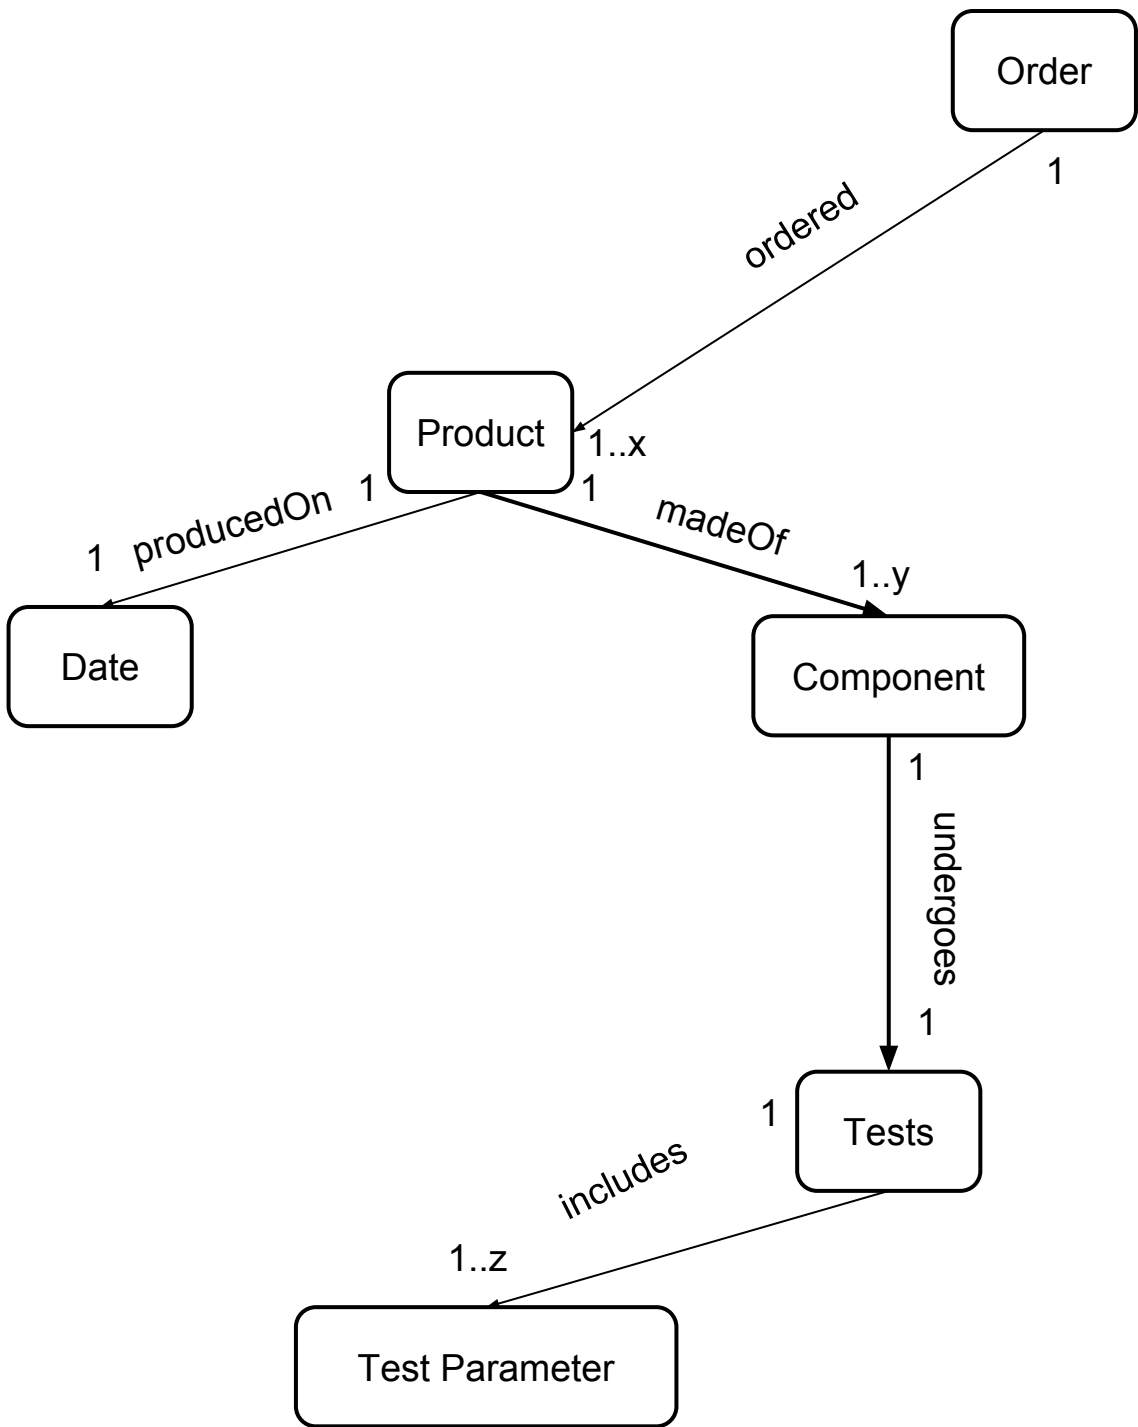 Order
1
ordered
Product
1..x
1
1
producedOn
madeOf
1
1..y
Date
Component
1
undergoes
1
1
Tests
includes
1..z
Test Parameter